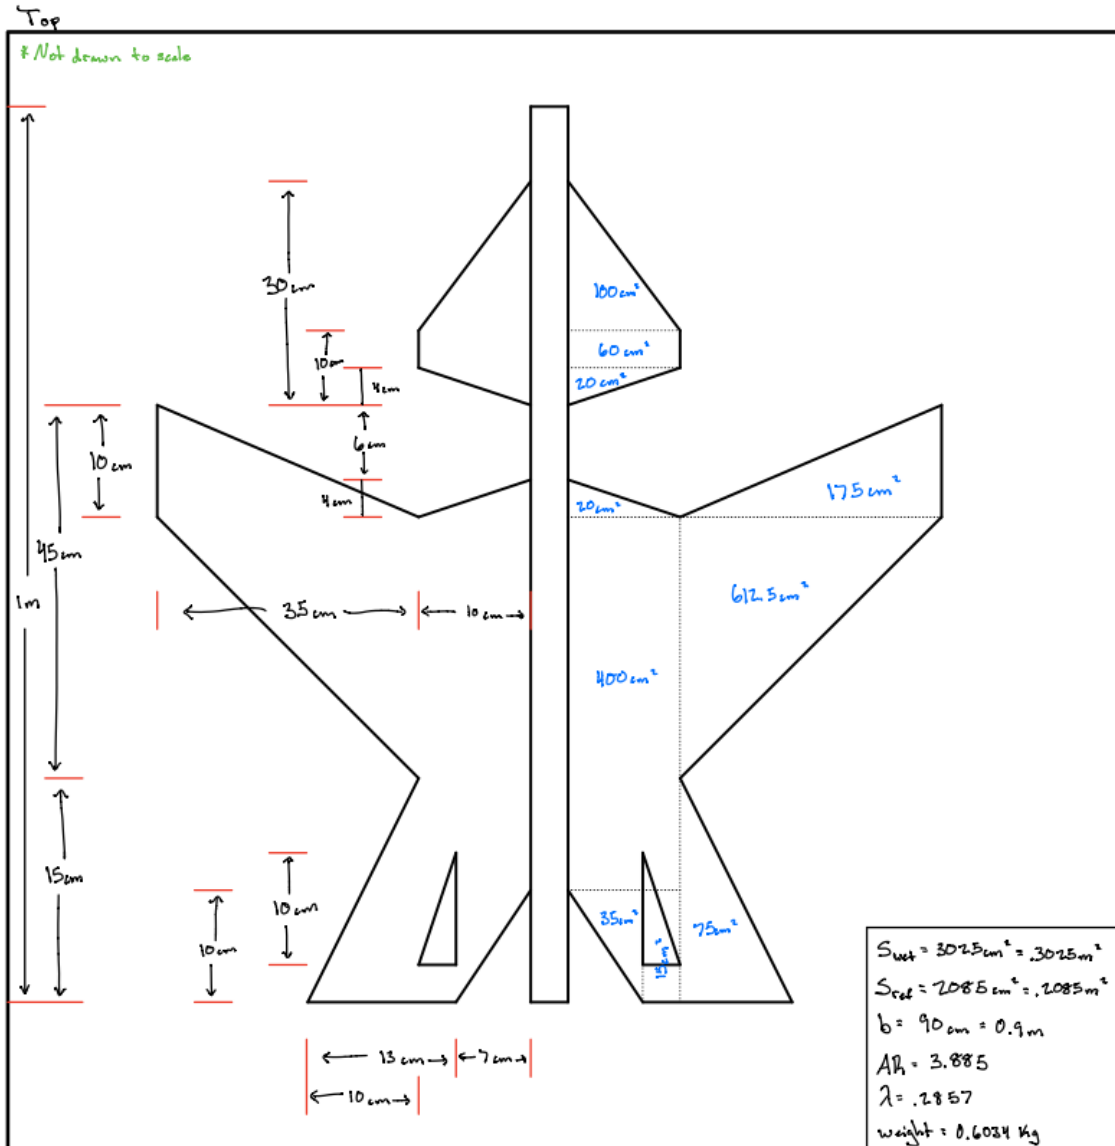 Top
* Not drawn to scale
30 cm
100 cm²
10 cm
60 cm²
4 cm
20 cm²
10 cm
6 cm
4 cm
20 cm²
175 cm²
45 cm
1 m
35 cm
10 cm
612.5 cm²
400 cm²
15 cm
10 cm
10 cm
35 cm²
75 cm²
13 cm
7 cm
10 cm
Swet = 3025 cm² = .3025 m²
Sref = 2085 cm² = .2085 m²
b = 90 cm = 0.9 m
AR = 3.885
λ = .2857
weight = 0.6034 Kg